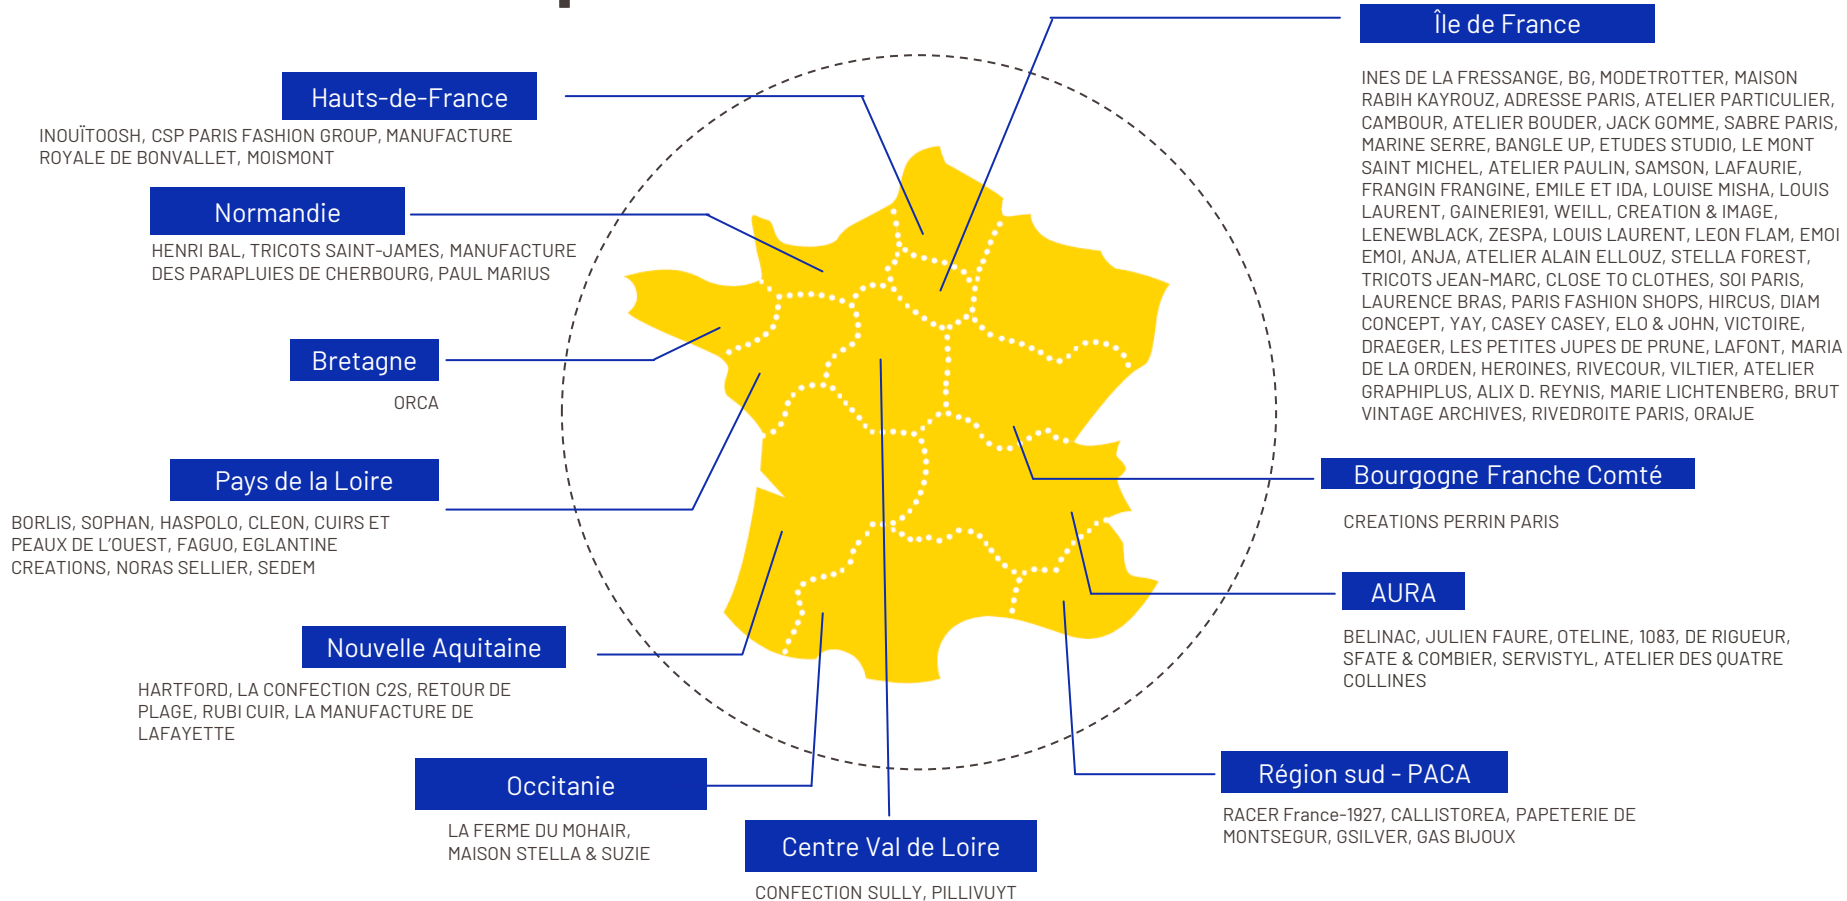 Île de France
INES DE LA FRESSANGE, BG, MODETROTTER, MAISON
RABIH KAYROUZ, ADRESSE PARIS, ATELIER PARTICULIER,
CAMBOUR, ATELIER BOUDER, JACK GOMME, SABRE PARIS,
MARINE SERRE, BANGLE UP, ETUDES STUDIO, LE MONT
SAINT MICHEL, ATELIER PAULIN, SAMSON, LAFAURIE,
FRANGIN FRANGINE, EMILE ET IDA, LOUISE MISHA, LOUIS
LAURENT, GAINERIE91, WEILL, CREATION & IMAGE,
LENEWBLACK, ZESPA, LOUIS LAURENT, LEON FLAM, EMOI
EMOI, ANJA, ATELIER ALAIN ELLOUZ, STELLA FOREST,
TRICOTS JEAN-MARC, CLOSE TO CLOTHES, SOI PARIS,
LAURENCE BRAS, PARIS FASHION SHOPS, HIRCUS, DIAM
CONCEPT, YAY, CASEY CASEY, ELO & JOHN, VICTOIRE,
DRAEGER, LES PETITES JUPES DE PRUNE, LAFONT, MARIA
DE LA ORDEN, HEROINES, RIVECOUR, VILTIER, ATELIER
GRAPHIPLUS, ALIX D. REYNIS, MARIE LICHTENBERG, BRUT
VINTAGE ARCHIVES, RIVEDROITE PARIS, ORAIJE
Hauts-de-France
INOUÏTOOSH, CSP PARIS FASHION GROUP, MANUFACTURE
ROYALE DE BONVALLET, MOISMONT
Normandie
HENRI BAL, TRICOTS SAINT-JAMES, MANUFACTURE
DES PARAPLUIES DE CHERBOURG, PAUL MARIUS
Bretagne
ORCA
Pays de la Loire
BORLIS, SOPHAN, HASPOLO, CLEON, CUIRS ET
PEAUX DE L'OUEST, FAGUO, EGLANTINE
CREATIONS, NORAS SELLIER, SEDEM
Bourgogne Franche Comté
CREATIONS PERRIN PARIS
AURA
BELINAC, JULIEN FAURE, OTELINE, 1083, DE RIGUEUR,
SFATE & COMBIER, SERVISTYL, ATELIER DES QUATRE
COLLINES
Nouvelle Aquitaine
HARTFORD, LA CONFECTION C2S, RETOUR DE
PLAGE, RUBI CUIR, LA MANUFACTURE DE
LAFAYETTE
Occitanie
LA FERME DU MOHAIR,
MAISON STELLA & SUZIE
Région sud - PACA
RACER France-1927, CALLISTOREA, PAPETERIE DE
MONTSEGUR, GSILVER, GAS BIJOUX
Centre Val de Loire
CONFECTION SULLY, PILLIVUYT